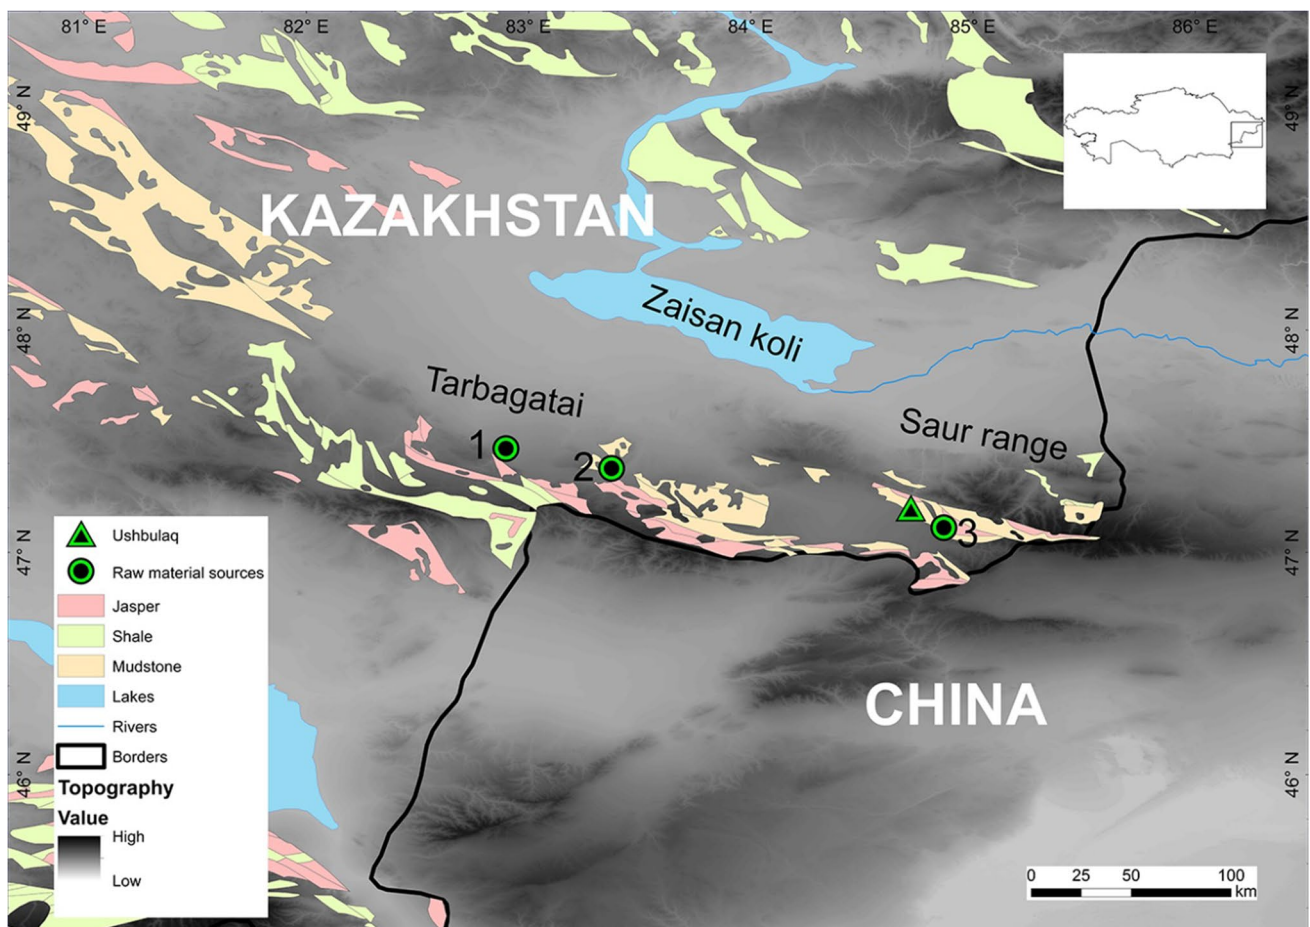 81° E
82° E
83° E
84° E
85° E
86° E
49° N
49° N
KAZAKHSTAN
Zaisan koli
48° N
48° N
Tarbagatai
Saur range
1
2
3
47° N
47° N
Ushbulaq
Raw material sources
Jasper
Shale
Mudstone
Lakes
Rivers
Borders
Topography
Value
High
Low
CHINA
46° N
46° N
0 25 50 100
km